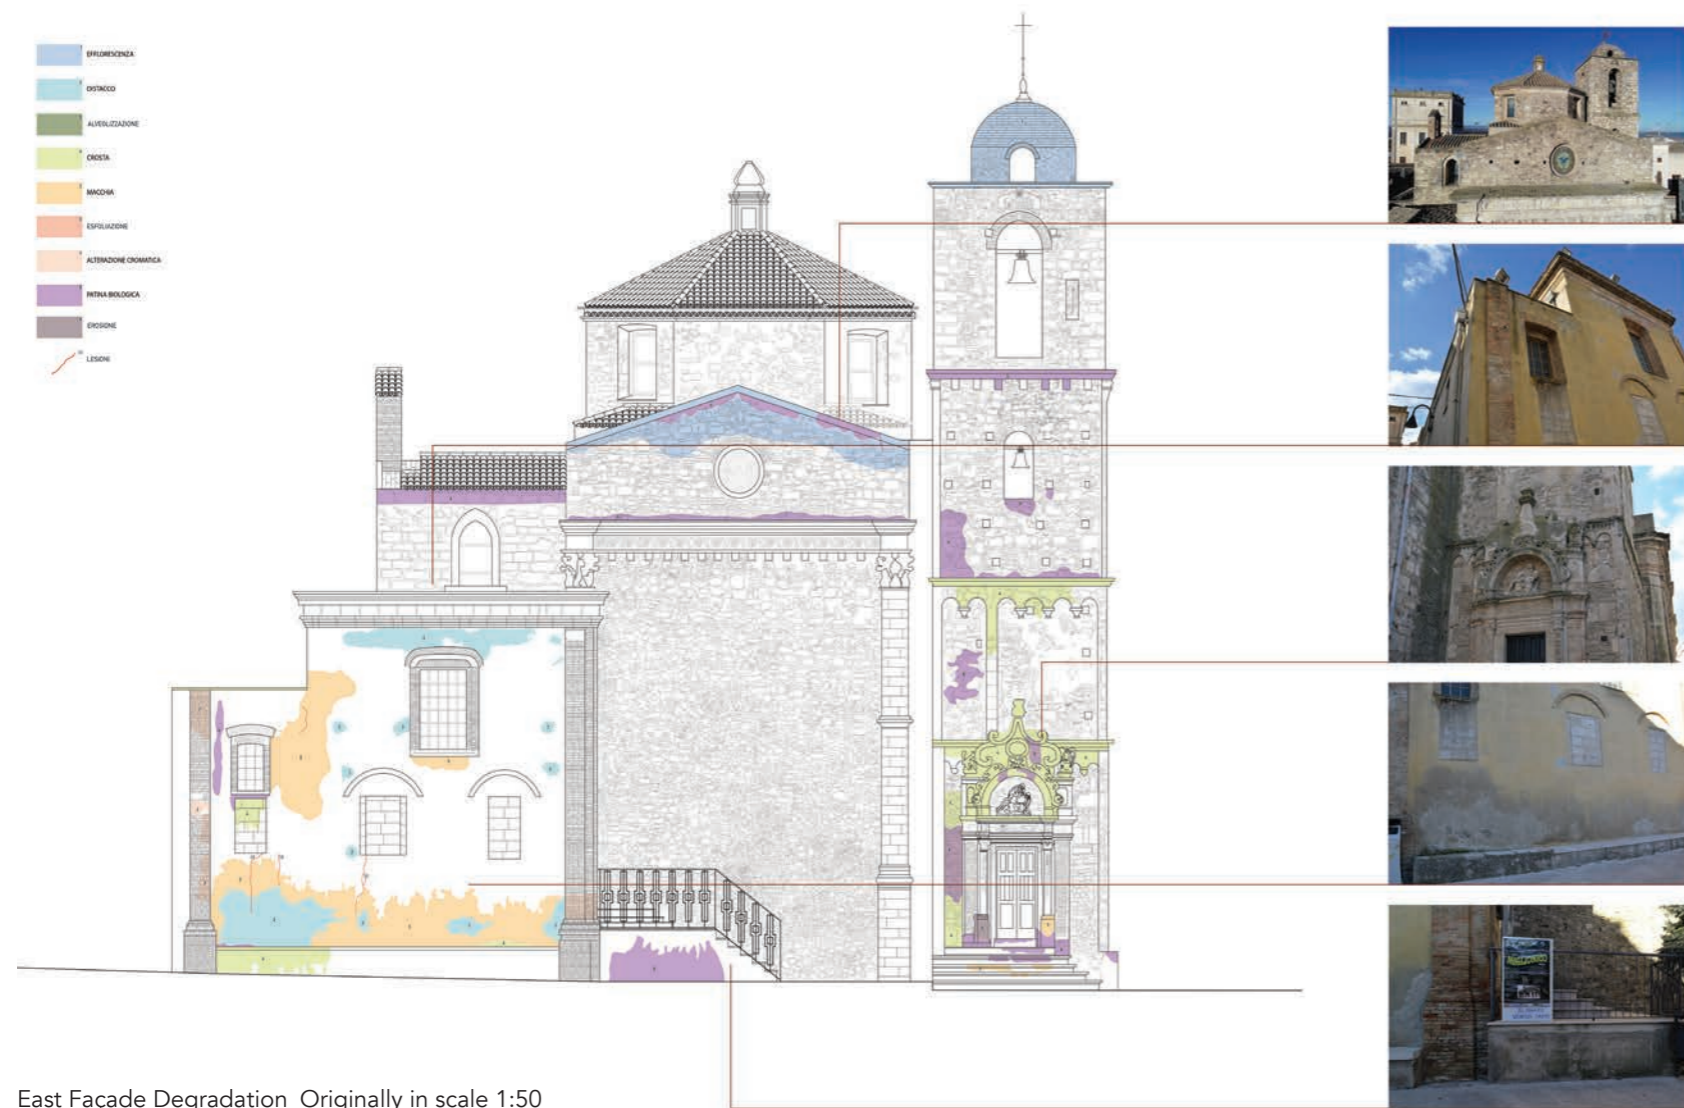 EFFLORESCENZA
DISTACCO
ALVEOLIZZAZIONE
CROSTA
MACCHIA
ESFOLIAZIONE
ALTERAZIONE CROMATICA
PATINA BIOLOGICA
EROSIONE
LESIONI
East Façade Degradation  Originally in scale 1:50